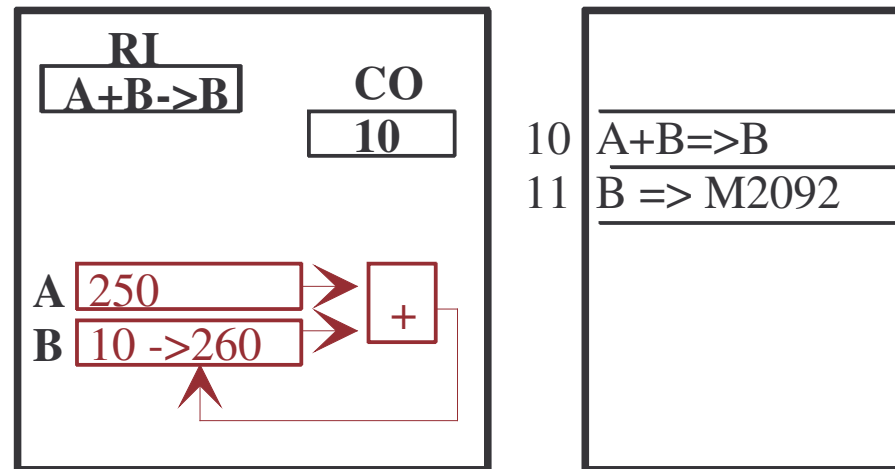 RI
A+B->B
CO
10
A 250
B 10 ->260
+
10 A+B=>B
11 B => M2092